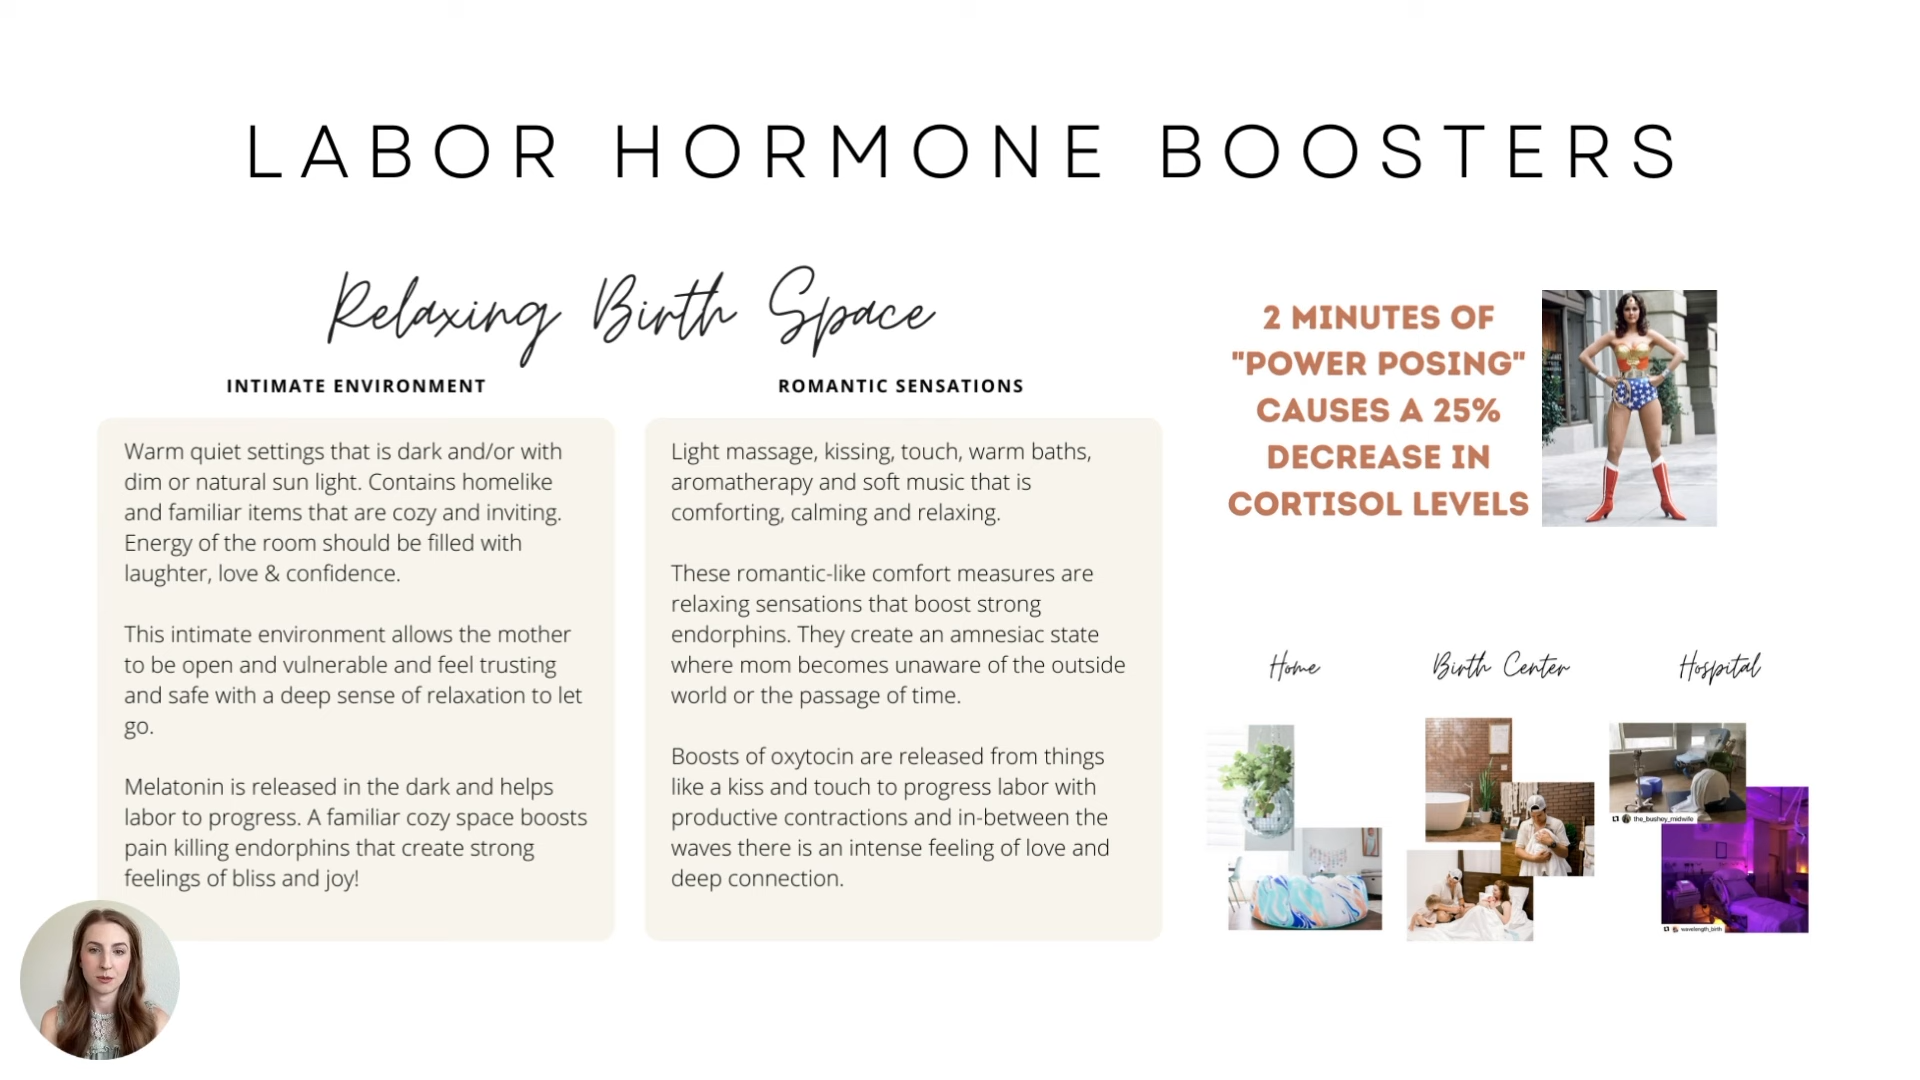 LABOR HORMONE BOOSTERS
Relaxing Birth Space
INTIMATE ENVIRONMENT
Warm quiet settings that is dark and/or with
dim or natural sun light. Contains homelike
and familiar items that are cozy and inviting.
Energy of the room should be filled with
laughter, love & confidence.
This intimate environment allows the mother
to be open and vulnerable and feel trusting
and safe with a deep sense of relaxation to let
go.
Melatonin is released in the dark and helps
labor to progress. A familiar cozy space boosts
pain killing endorphins that create strong
feelings of bliss and joy!
ROMANTIC SENSATIONS
Light massage, kissing, touch, warm baths,
aromatherapy and soft music that is
comforting, calming and relaxing.
These romantic-like comfort measures are
relaxing sensations that boost strong
endorphins. They create an amnesiac state
where mom becomes unaware of the outside
world or the passage of time.
Boosts of oxytocin are released from things
like a kiss and touch to progress labor with
productive contractions and in-between the
waves there is an intense feeling of love and
deep connection.
2 MINUTES OF
"POWER POSING"
CAUSES A 25%
DECREASE IN
CORTISOL LEVELS
Home
Birth Center
Hospital
the_bushey_midwife
wavelength_birth